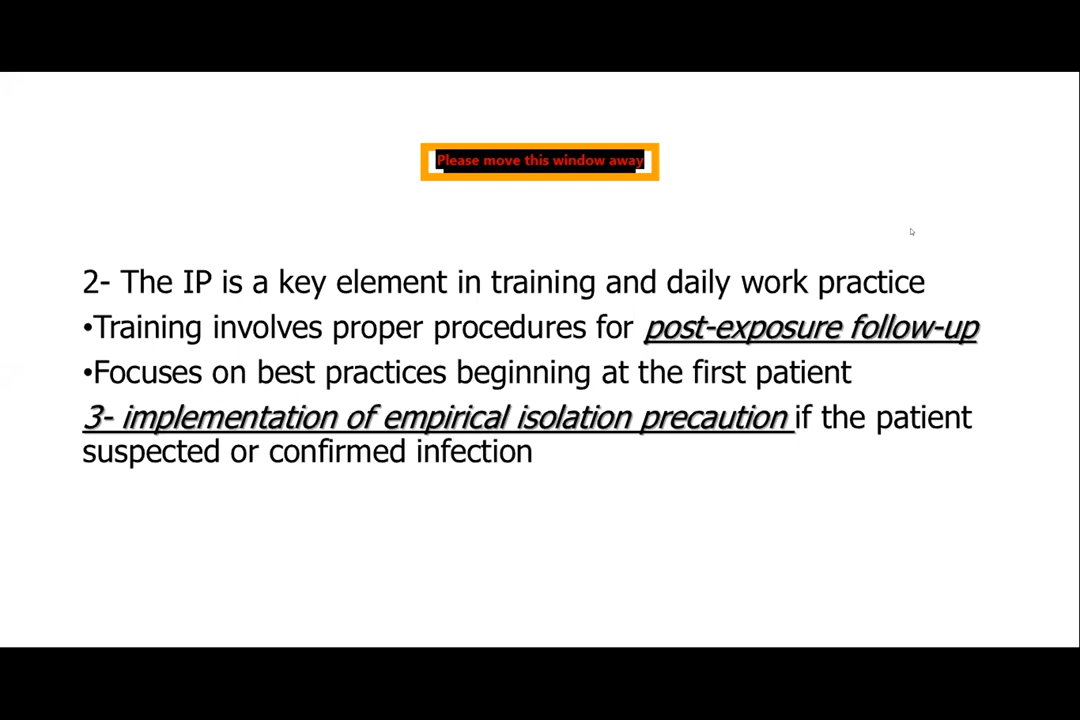 Please move this window away
2- The IP is a key element in training and daily work practice
•Training involves proper procedures for post-exposure follow-up
•Focuses on best practices beginning at the first patient
3- implementation of empirical isolation precaution if the patient
suspected or confirmed infection